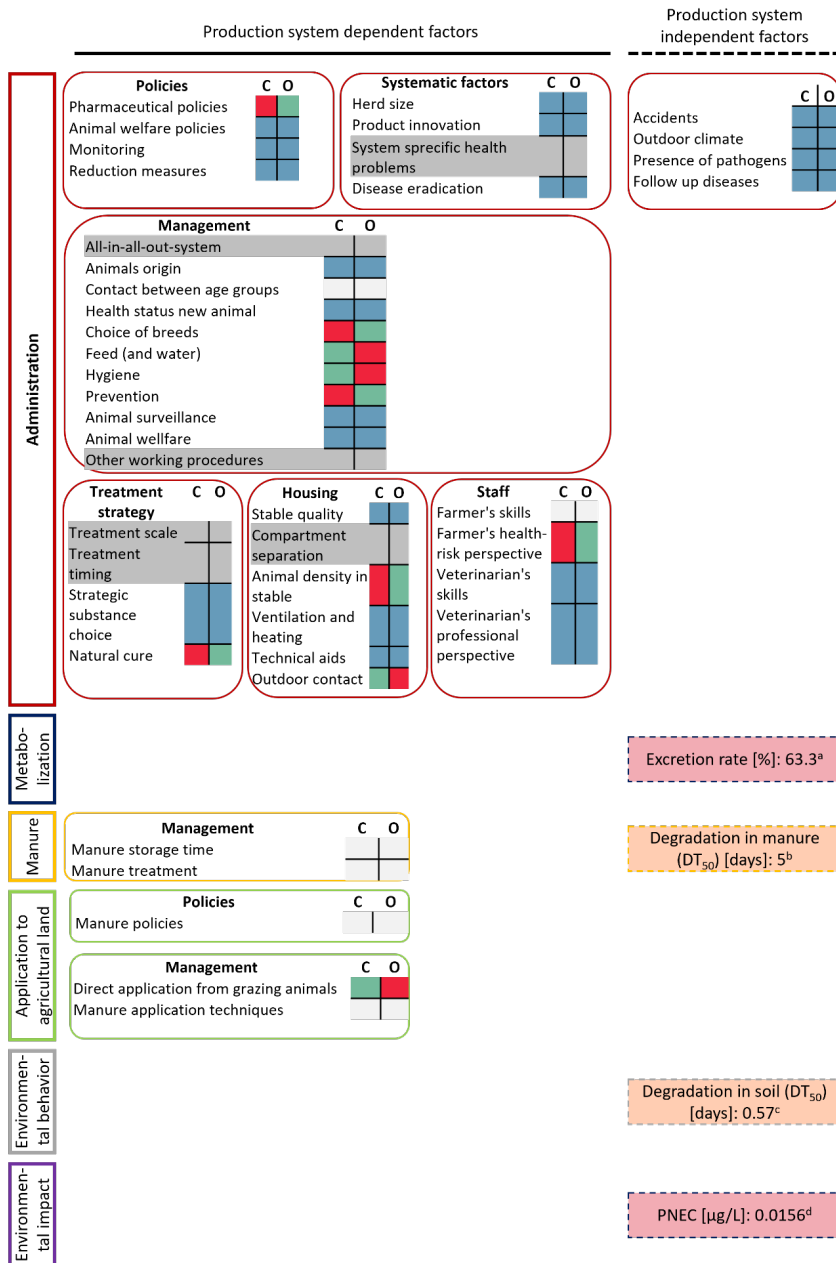 Production system dependent factors
Production system
independent factors
Administration
Policies
C O
Pharmaceutical policies
Animal welfare policies
Monitoring
Reduction measures
Systematic factors
C O
Herd size
Product innovation
System sprecific health
problems
Disease eradication
C O
Accidents
Outdoor climate
Presence of pathogens
Follow up diseases
Management
C O
All-in-all-out-system
Animals origin
Contact between age groups
Health status new animal
Choice of breeds
Feed (and water)
Hygiene
Prevention
Animal surveillance
Animal wellfare
Other working procedures
Treatment
strategy
C O
Treatment scale
Treatment
timing
Strategic
substance
choice
Natural cure
Housing
C O
Stable quality
Compartment
separation
Animal density in
stable
Ventilation and
heating
Technical aids
Outdoor contact
Staff
C O
Farmer's skills
Farmer's health-
risk perspective
Veterinarian's
skills
Veterinarian's
professional
perspective
Metabo-
lization
Excretion rate [%]: 63.3ᵃ
Manure
Management
C O
Manure storage time
Manure treatment
Degradation in manure
(DT₅₀) [days]: 5ᵇ
Application to
agricultural land
Policies
C O
Manure policies
Management
C O
Direct application from grazing animals
Manure application techniques
Environmen-
tal behavior
Degradation in soil (DT₅₀)
[days]: 0.57ᶜ
Environmen-
tal impact
PNEC [µg/L]: 0.0156ᵈ